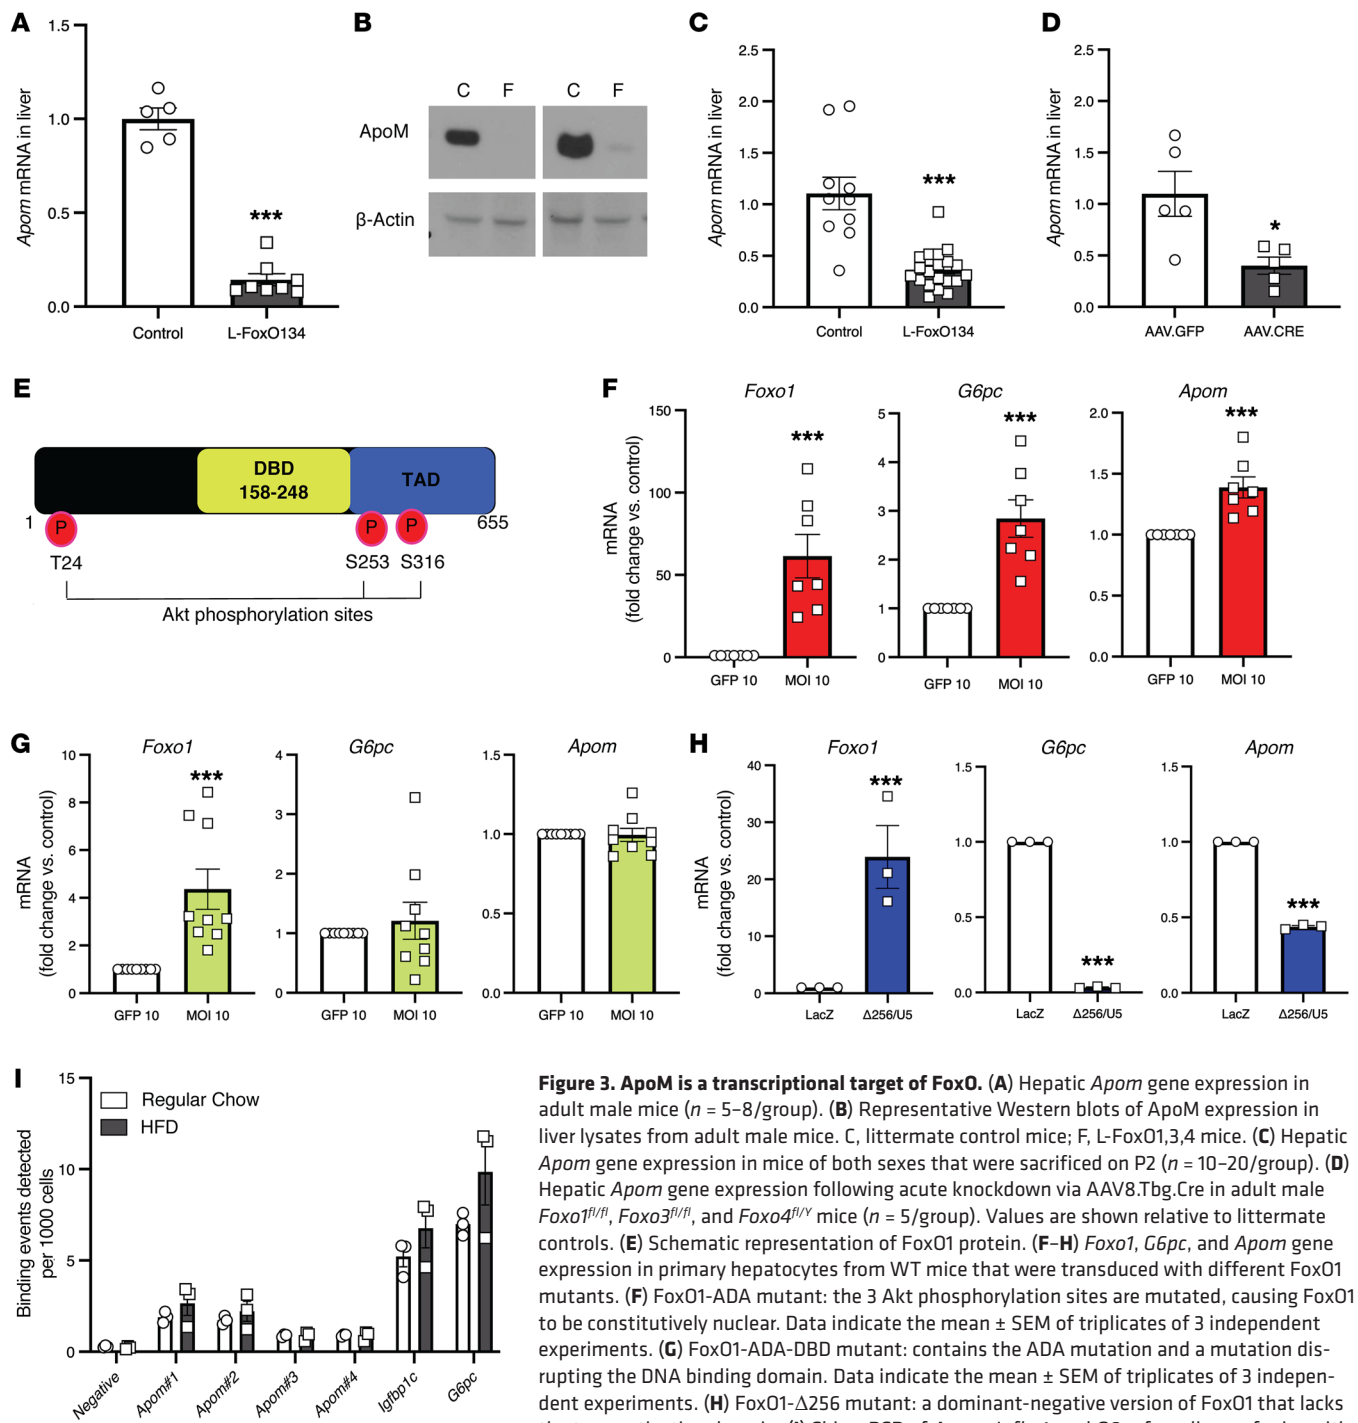 A
Apom mRNA in liver
1.5
1.0
0.5
0.0
***
Control
L-FoxO134
B
C F C F
ApoM
β-Actin
C
Apom mRNA in liver
2.5
2.0
1.5
1.0
0.5
0.0
***
Control
L-FoxO134
D
Apom mRNA in liver
2.5
2.0
1.5
1.0
0.5
0.0
*
AAV.GFP
AAV.CRE
E
DBD
158-248
TAD
1
655
P P P
T24 S253 S316
Akt phosphorylation sites
F
mRNA
(fold change vs. control)
Foxo1
150
100
50
0
***
GFP 10
MOI 10
G6pc
5
4
3
2
1
0
***
GFP 10
MOI 10
Apom
2.0
1.5
1.0
0.5
0.0
***
GFP 10
MOI 10
G
mRNA
(fold change vs. control)
Foxo1
10
8
6
4
2
0
***
GFP 10
MOI 10
G6pc
4
3
2
1
0
GFP 10
MOI 10
Apom
1.5
1.0
0.5
0.0
GFP 10
MOI 10
H
mRNA
(fold change vs. control)
Foxo1
40
30
20
10
0
***
LacZ
Δ256/U5
G6pc
1.5
1.0
0.5
0.0
***
LacZ
Δ256/U5
Apom
1.5
1.0
0.5
0.0
***
LacZ
Δ256/U5
I
Binding events detected
per 1000 cells
15
10
5
0
Regular Chow
HFD
Negative
Apom#1
Apom#2
Apom#3
Apom#4
Igfbp1c
G6pc
Figure 3. ApoM is a transcriptional target of FoxO. (A) Hepatic Apom gene expression in
adult male mice (n = 5–8/group). (B) Representative Western blots of ApoM expression in
liver lysates from adult male mice. C, littermate control mice; F, L-FoxO1,3,4 mice. (C) Hepatic
Apom gene expression in mice of both sexes that were sacrificed on P2 (n = 10–20/group). (D)
Hepatic Apom gene expression following acute knockdown via AAV8.Tbg.Cre in adult male
Foxo1fl/fl, Foxo3fl/fl, and Foxo4fl/Y mice (n = 5/group). Values are shown relative to littermate
controls. (E) Schematic representation of FoxO1 protein. (F–H) Foxo1, G6pc, and Apom gene
expression in primary hepatocytes from WT mice that were transduced with different FoxO1
mutants. (F) FoxO1-ADA mutant: the 3 Akt phosphorylation sites are mutated, causing FoxO1
to be constitutively nuclear. Data indicate the mean ± SEM of triplicates of 3 independent
experiments. (G) FoxO1-ADA-DBD mutant: contains the ADA mutation and a mutation dis-
rupting the DNA binding domain. Data indicate the mean ± SEM of triplicates of 3 indepen-
dent experiments. (H) FoxO1-Δ256 mutant: a dominant-negative version of FoxO1 that lacks